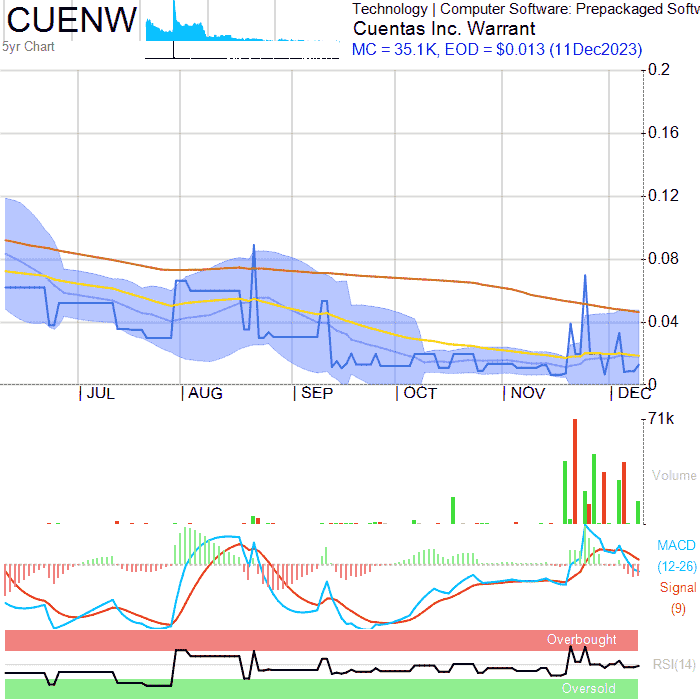 CUENW
5yr Chart
Technology | Computer Software: Prepackaged Softw
Cuentas Inc. Warrant
MC = 35.1K, EOD = $0.013 (11Dec2023)
0.2
0.16
0.12
0.08
0.04
0
| JUL | AUG | SEP | OCT | NOV | DEC
71k
Volume
MACD
(12-26)
Signal
(9)
Overbought
RSI(14)
Oversold